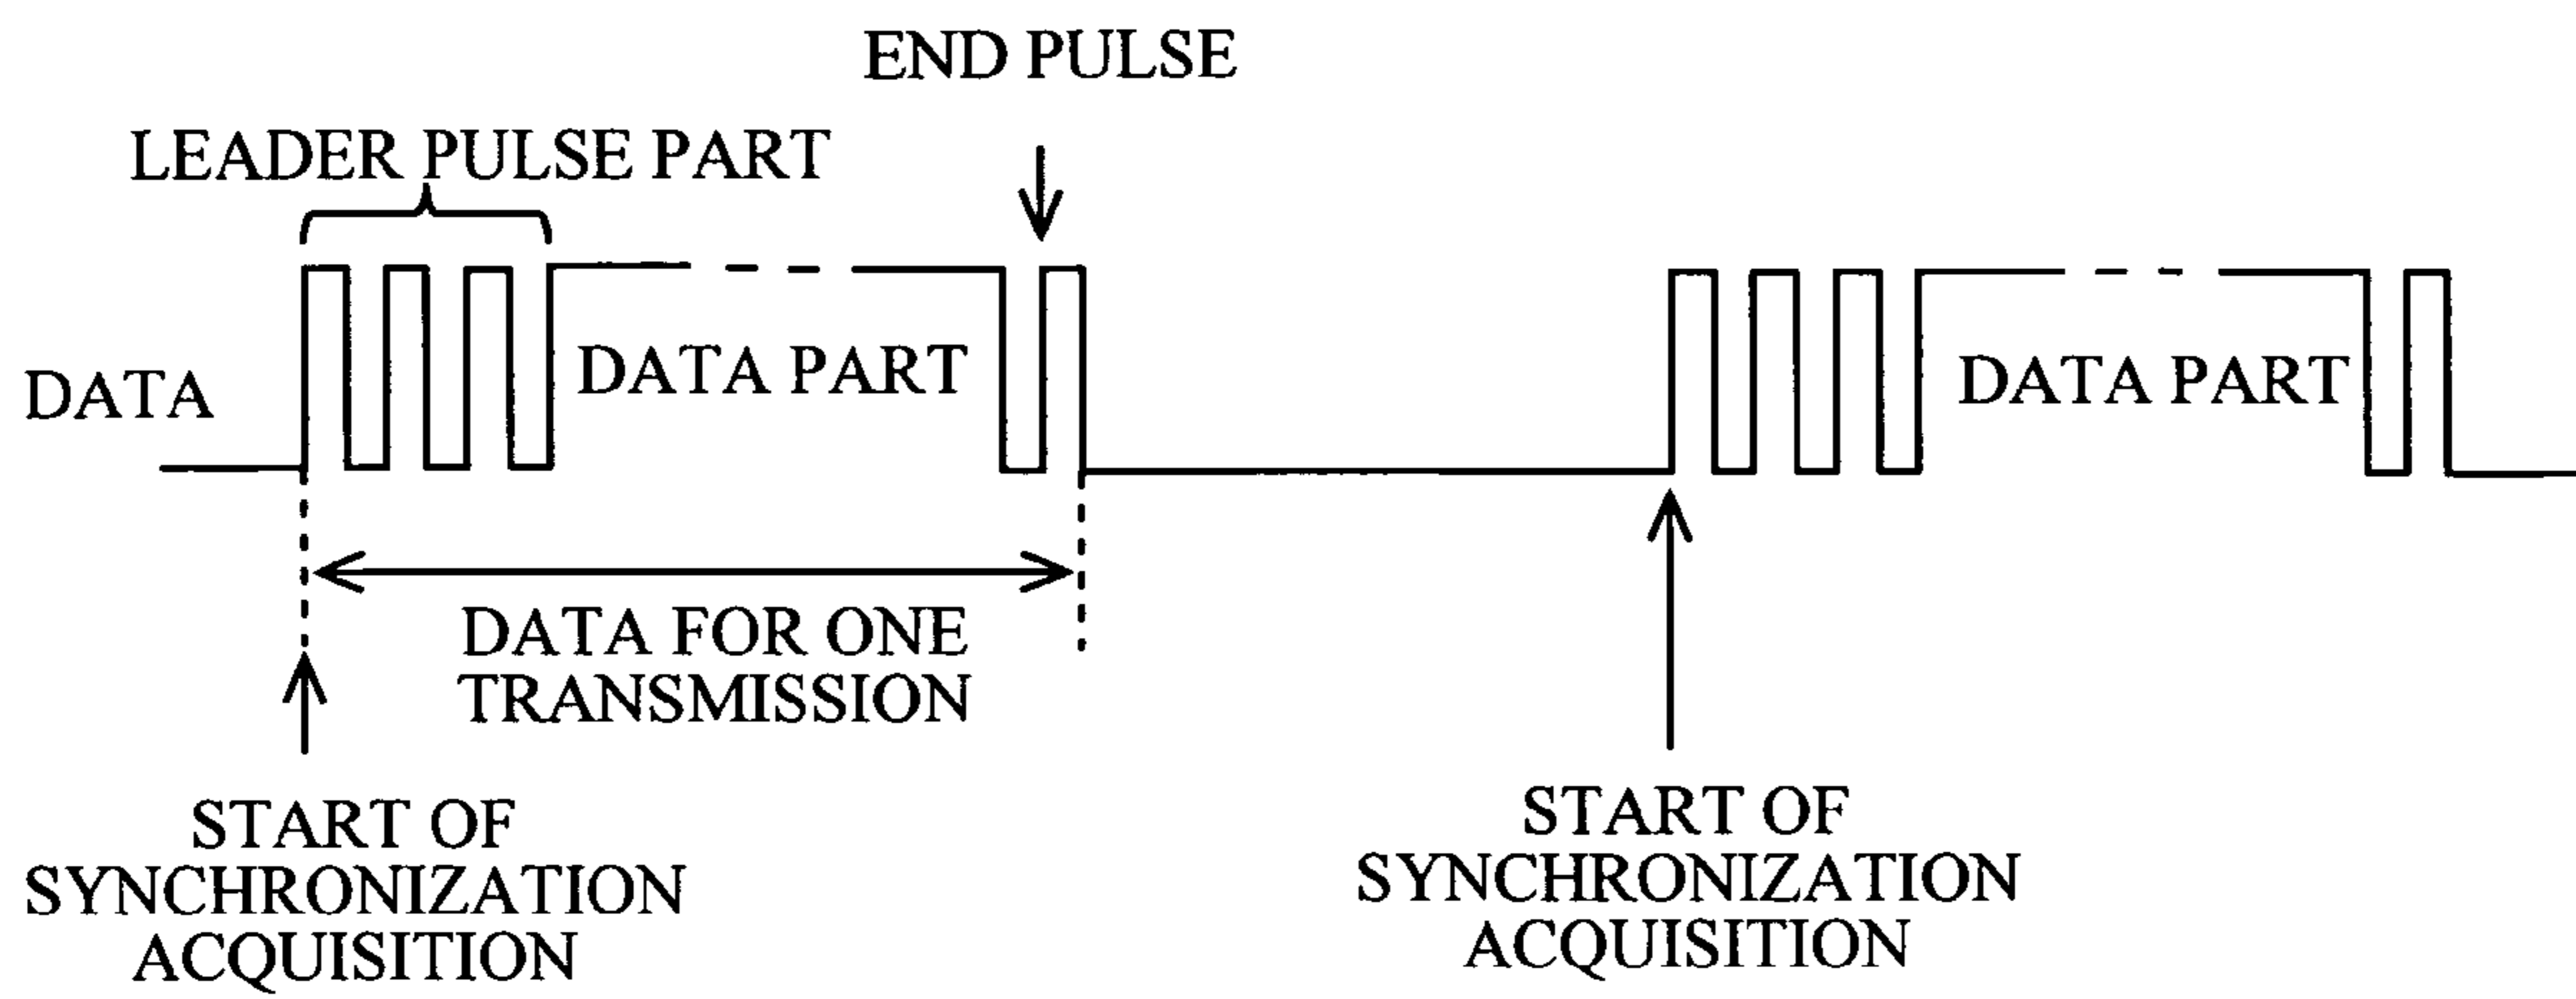 END PULSE
LEADER PULSE PART
DATA
DATA PART
DATA PART
DATA FOR ONE
TRANSMISSION
START OF
SYNCHRONIZATION
ACQUISITION
START OF
SYNCHRONIZATION
ACQUISITION